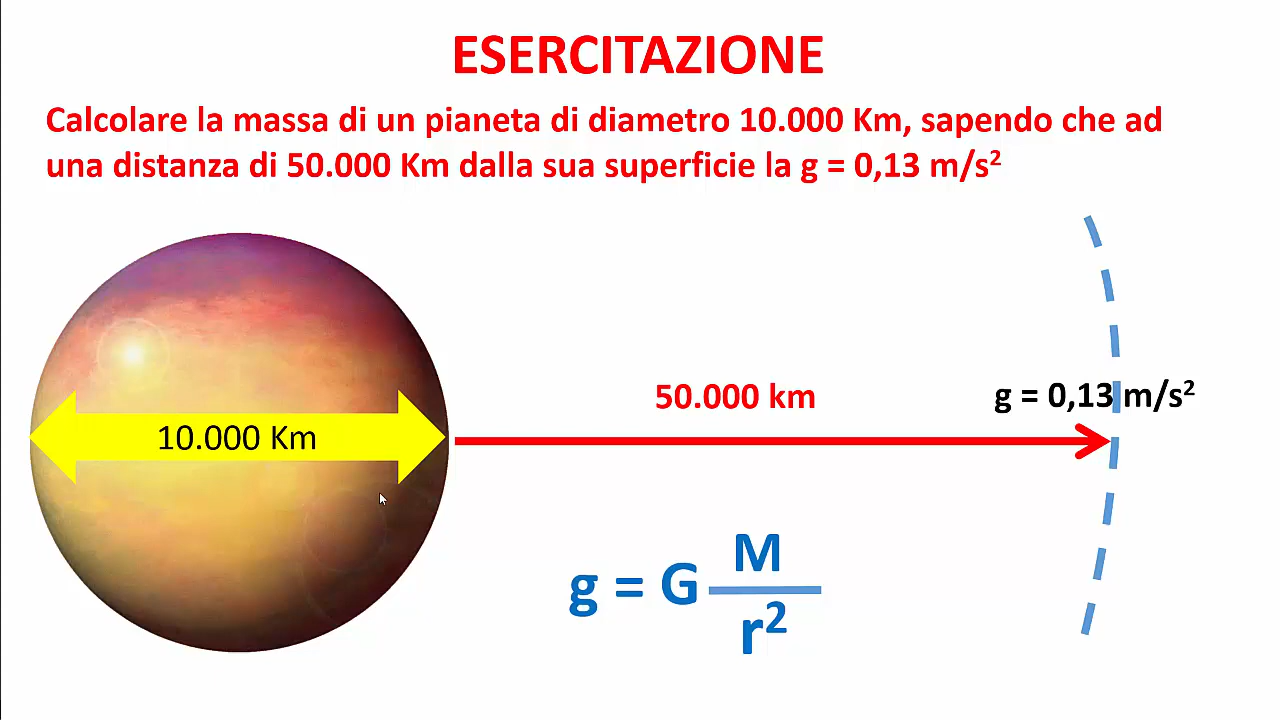 ESERCITAZIONE
Calcolare la massa di un pianeta di diametro 10.000 Km, sapendo che ad
una distanza di 50.000 Km dalla sua superficie la g = 0,13 m/s²
50.000 km
g = 0,13 m/s²
10.000 Km
g = G M
r²